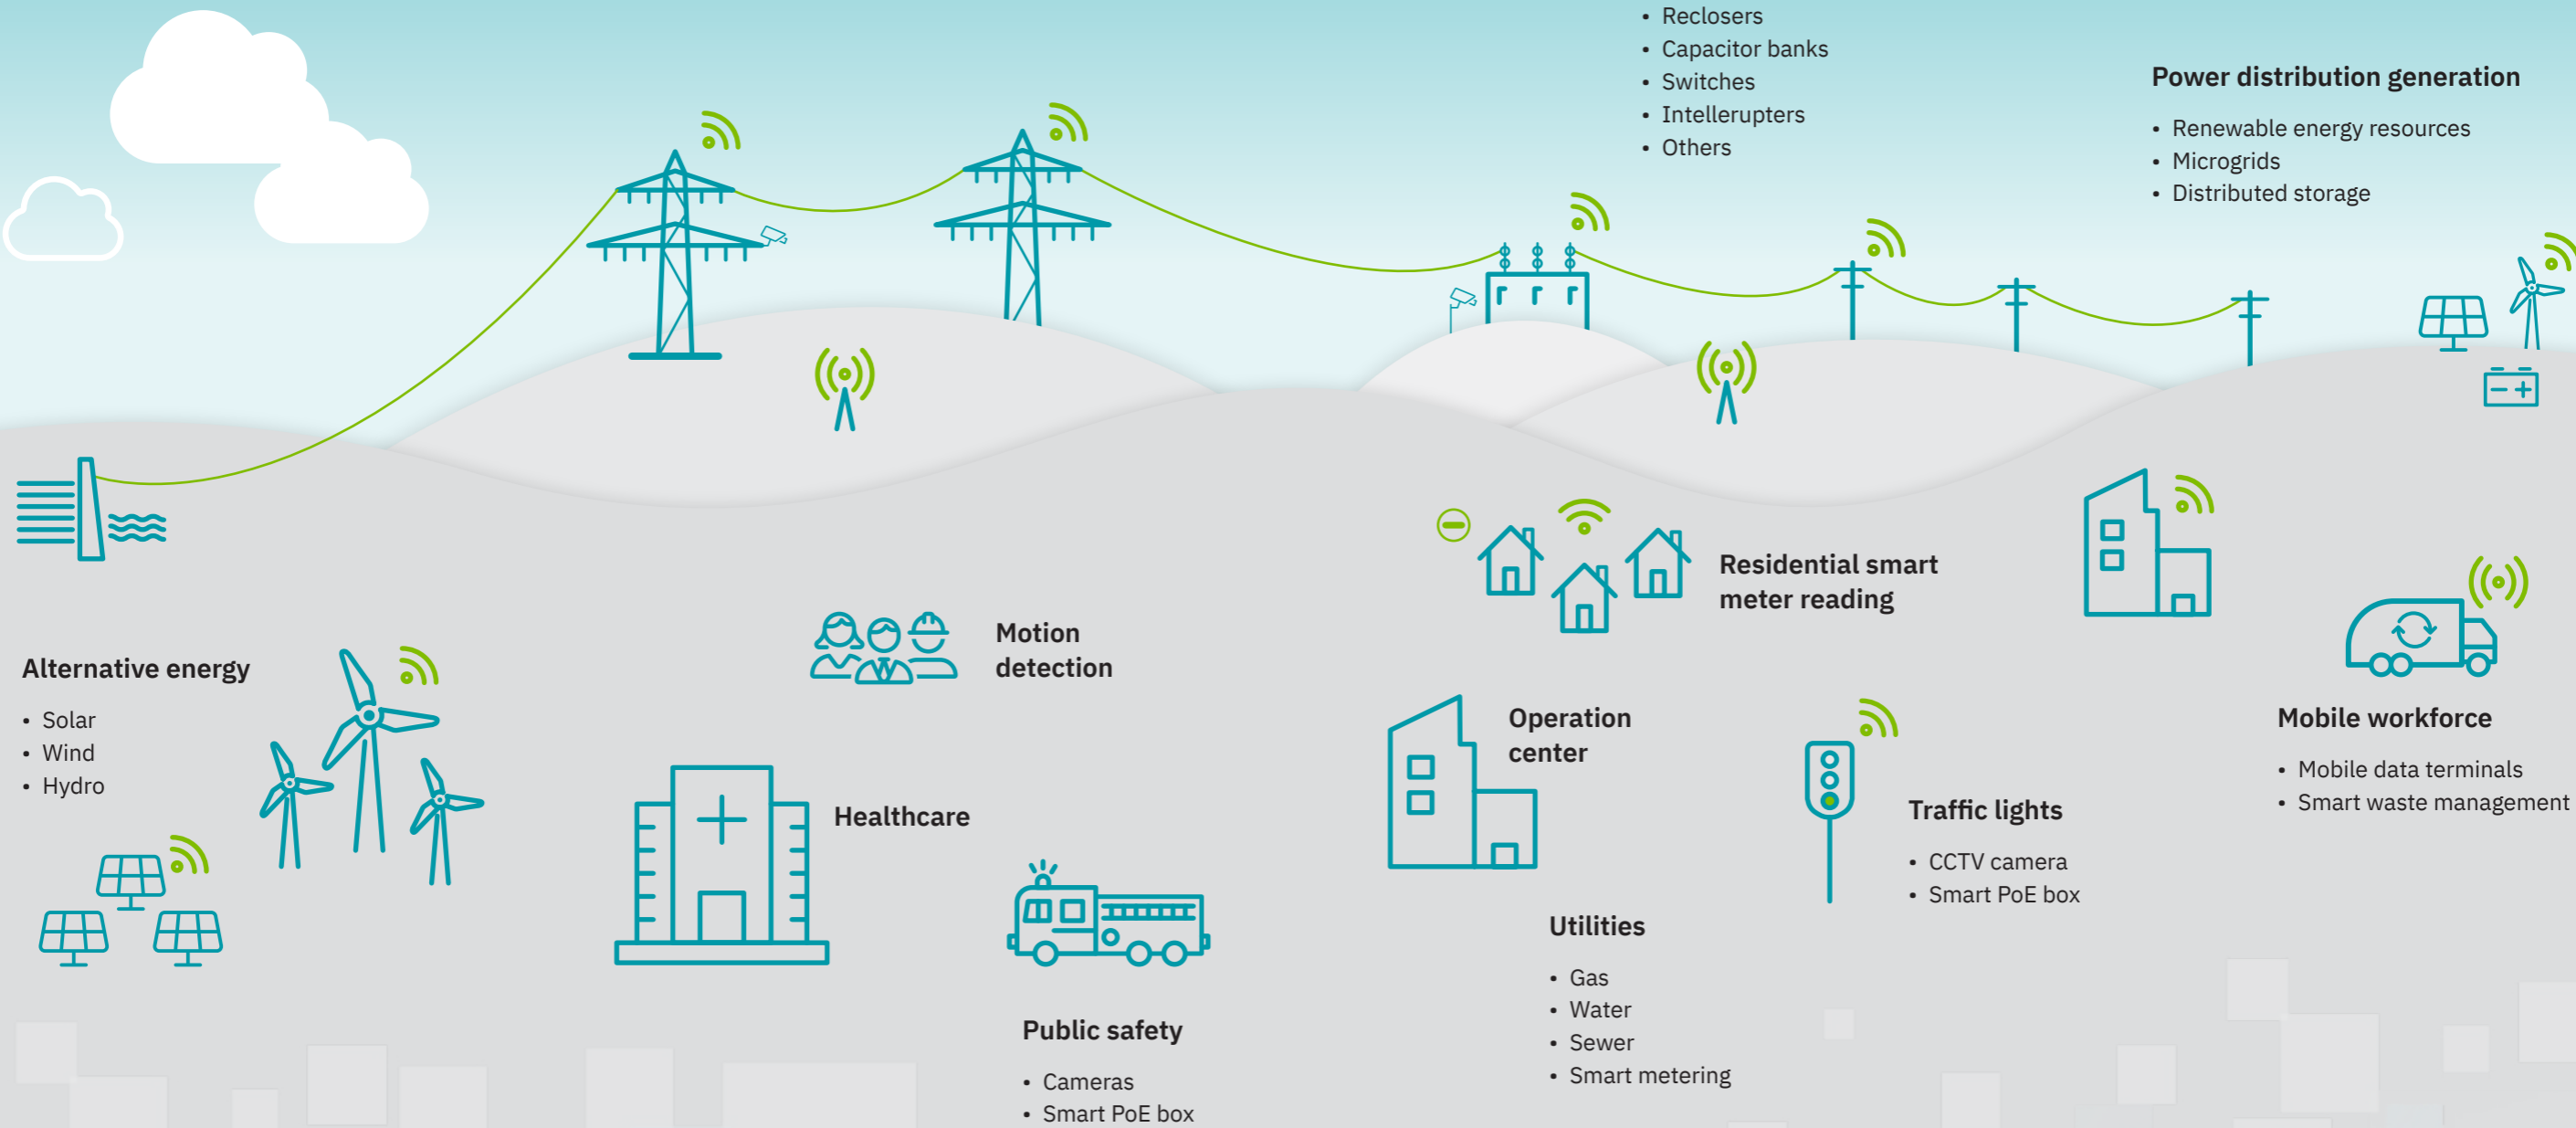 • Reclosers
• Capacitor banks
• Switches
• Intellerupters
• Others
Power distribution generation
• Renewable energy resources
• Microgrids
• Distributed storage
Residential smart
meter reading
Motion
detection
Alternative energy
• Solar
• Wind
• Hydro
Healthcare
Operation
center
Mobile workforce
• Mobile data terminals
• Smart waste management
Traffic lights
• CCTV camera
• Smart PoE box
Utilities
• Gas
• Water
• Sewer
• Smart metering
Public safety
• Cameras
• Smart PoE box